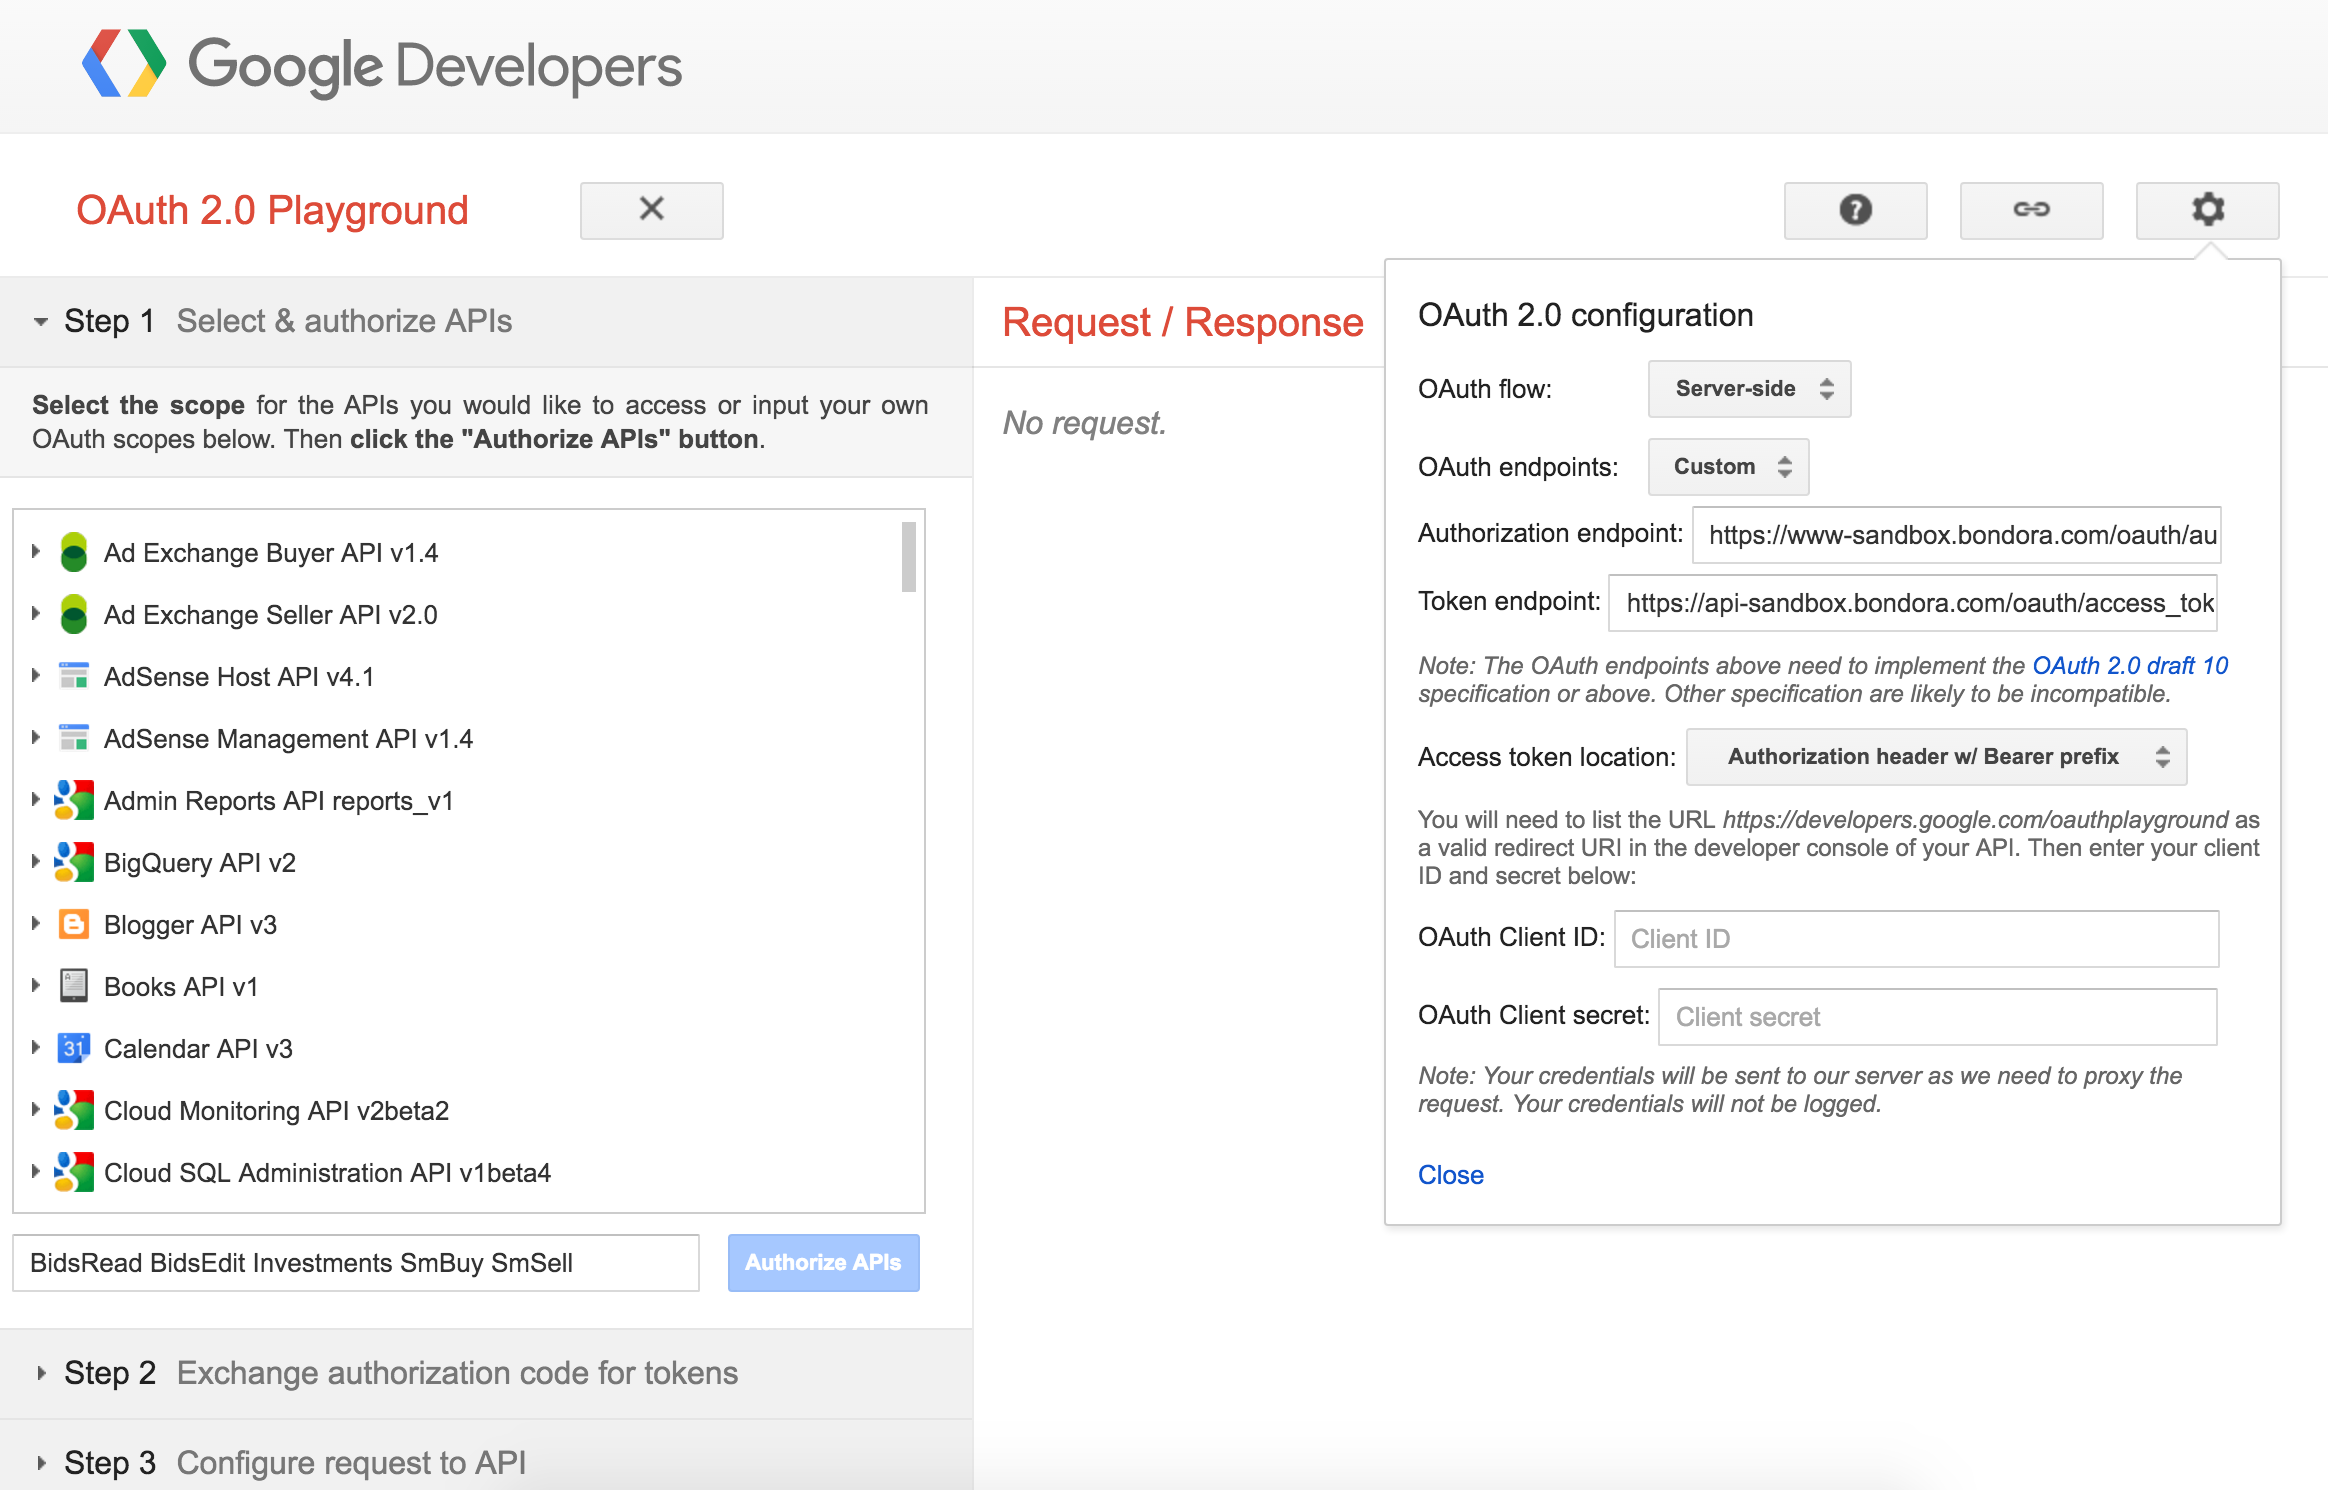 Google Developers
OAuth 2.0 Playground
Step 1 Select & authorize APIs
Select the scope for the APIs you would like to access or input your own
OAuth scopes below. Then click the "Authorize APIs" button.
Ad Exchange Buyer API v1.4
Ad Exchange Seller API v2.0
AdSense Host API v4.1
AdSense Management API v1.4
Admin Reports API reports_v1
BigQuery API v2
Blogger API v3
Books API v1
31 Calendar API v3
Cloud Monitoring API v2beta2
Cloud SQL Administration API v1beta4
BidsRead BidsEdit Investments SmBuy SmSell
Authorize APIs
Step 2 Exchange authorization code for tokens
Step 3 Configure request to API
Request / Response
No request.
OAuth 2.0 configuration
OAuth flow: Server-side
OAuth endpoints: Custom
Authorization endpoint: https://www-sandbox.bondora.com/oauth/au
Token endpoint: https://api-sandbox.bondora.com/oauth/access_tok
Note: The OAuth endpoints above need to implement the OAuth 2.0 draft 10
specification or above. Other specification are likely to be incompatible.
Access token location: Authorization header w/ Bearer prefix
You will need to list the URL https://developers.google.com/oauthplayground as
a valid redirect URI in the developer console of your API. Then enter your client
ID and secret below:
OAuth Client ID: Client ID
OAuth Client secret: Client secret
Note: Your credentials will be sent to our server as we need to proxy the
request. Your credentials will not be logged.
Close